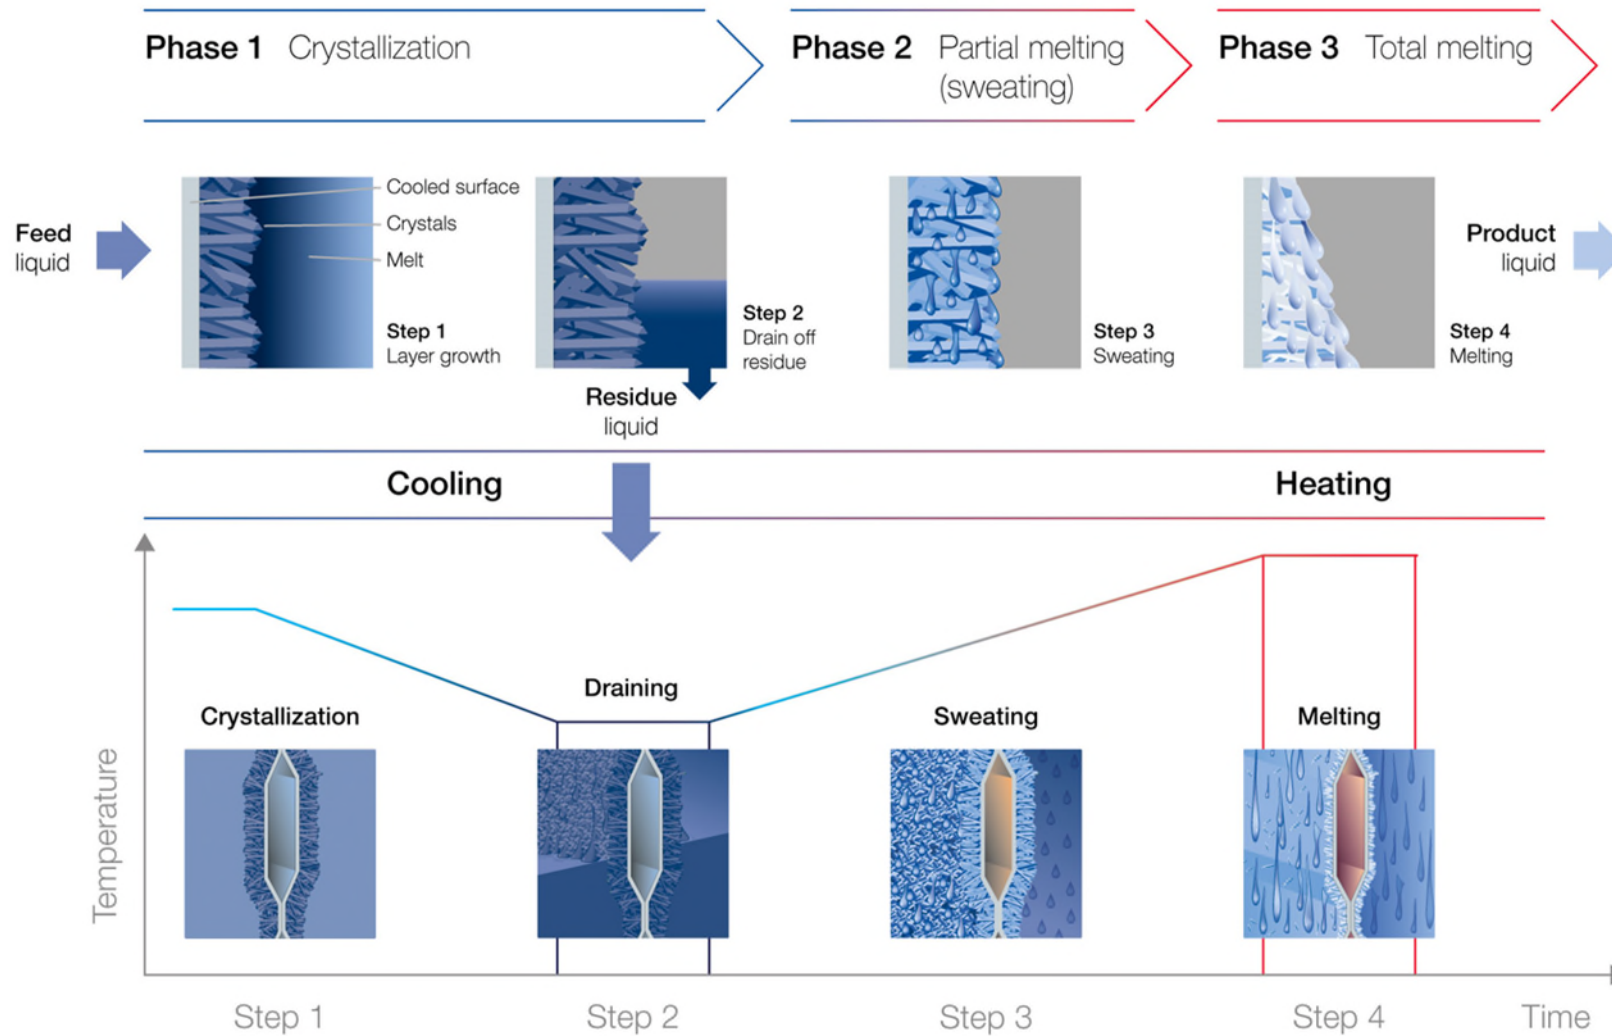 Phase 1 Crystallization
Phase 2 Partial melting
(sweating)
Phase 3 Total melting
Feed
liquid
Cooled surface
Crystals
Melt
Step 1
Layer growth
Step 2
Drain off
residue
Residue
liquid
Step 3
Sweating
Step 4
Melting
Product
liquid
Cooling
Heating
Temperature
Crystallization
Draining
Sweating
Melting
Step 1
Step 2
Step 3
Step 4
Time